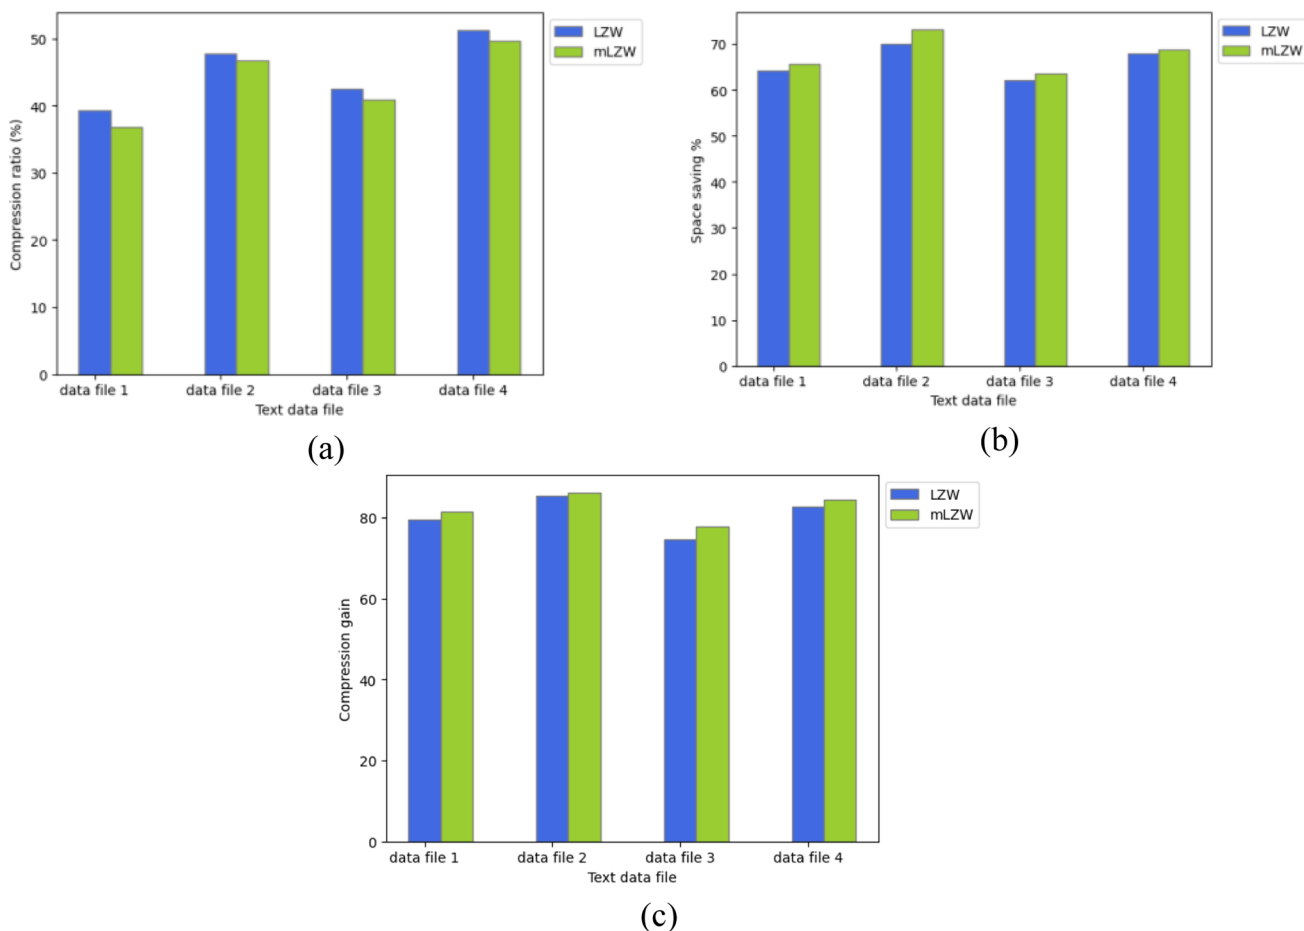 50
40
30
20
10
0
Compression ratio (%)
data file 1 data file 2 data file 3 data file 4
Text data file
LZW
mLZW
(a)
70
60
50
40
30
20
10
0
Space saving %
data file 1 data file 2 data file 3 data file 4
Text data file
LZW
mLZW
(b)
80
60
40
20
0
Compression gain
data file 1 data file 2 data file 3 data file 4
Text data file
LZW
mLZW
(c)